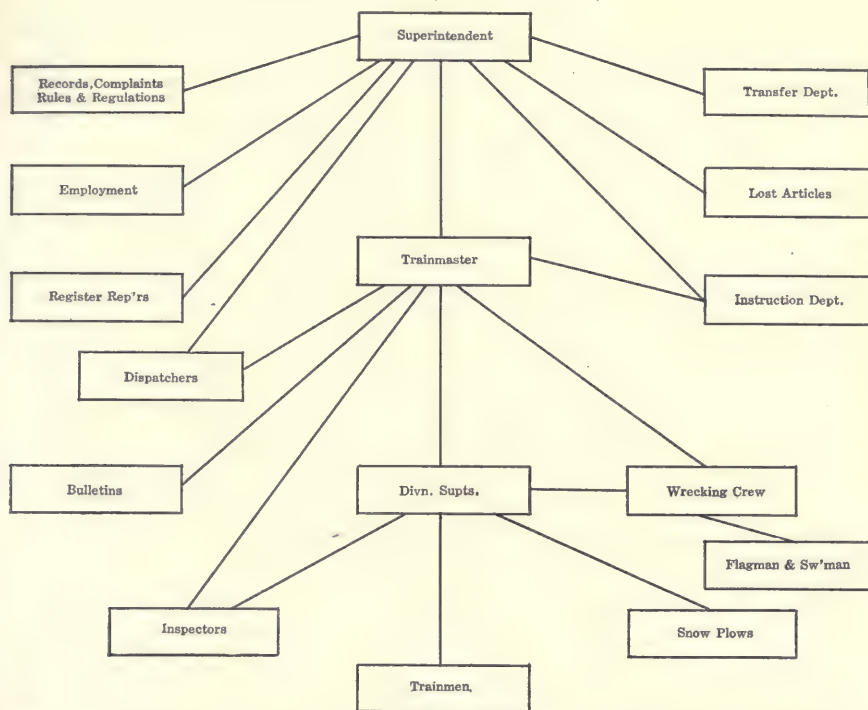 Superintendent
Records, Complaints
Rules & Regulations
Transfer Dept.
Employment
Lost Articles
Trainmaster
Register Rep'rs
Instruction Dept.
Dispatchers
Bulletins
Divn. Supts.
Wrecking Crew
Flagman & Sw'man
Inspectors
Snow Plows
Trainmen.